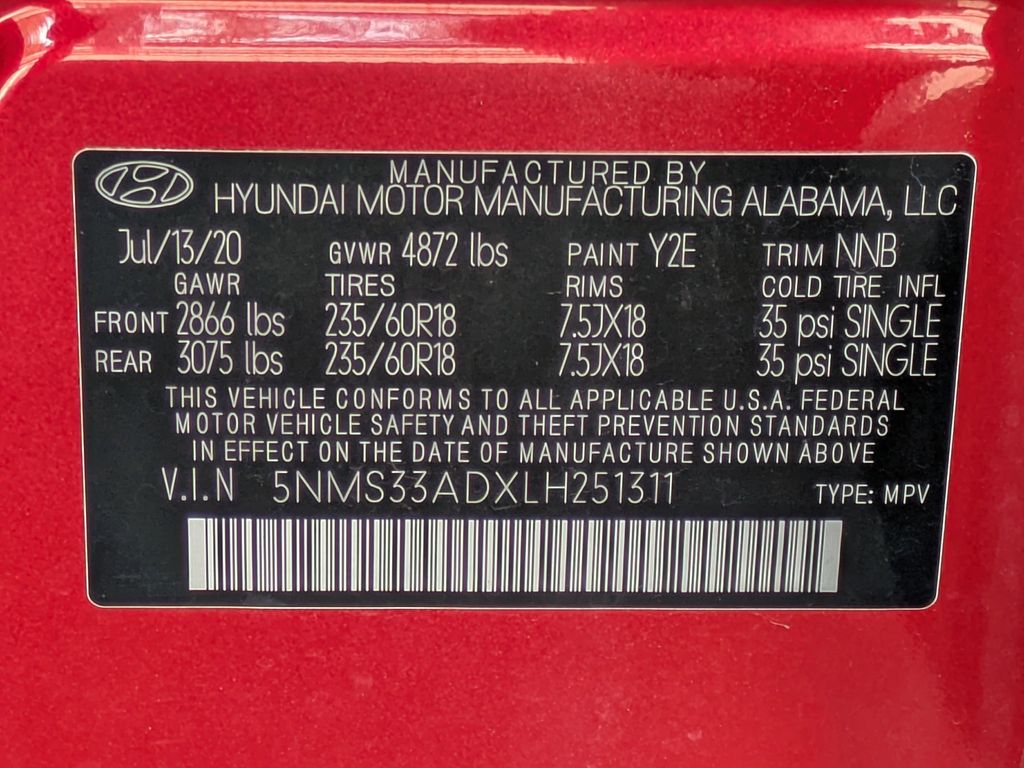 MANUFACTURED BY
HYUNDAI MOTOR MANUFACTURING ALABAMA, LLC
Jul/13/20 GVWR 4872 lbs PAINT Y2E TRIM NNB
GAWR TIRES RIMS COLD TIRE INFL
FRONT 2866 lbs 235/60R18 7.5JX18 35 psi SINGLE
REAR 3075 lbs 235/60R18 7.5JX18 35 psi SINGLE
THIS VEHICLE CONFORMS TO ALL APPLICABLE U.S.A. FEDERAL
MOTOR VEHICLE SAFETY AND THEFT PREVENTION STANDARDS
IN EFFECT ON THE DATE OF MANUFACTURE SHOWN ABOVE
V.I.N 5NMS33ADXLH251311 TYPE: MPV